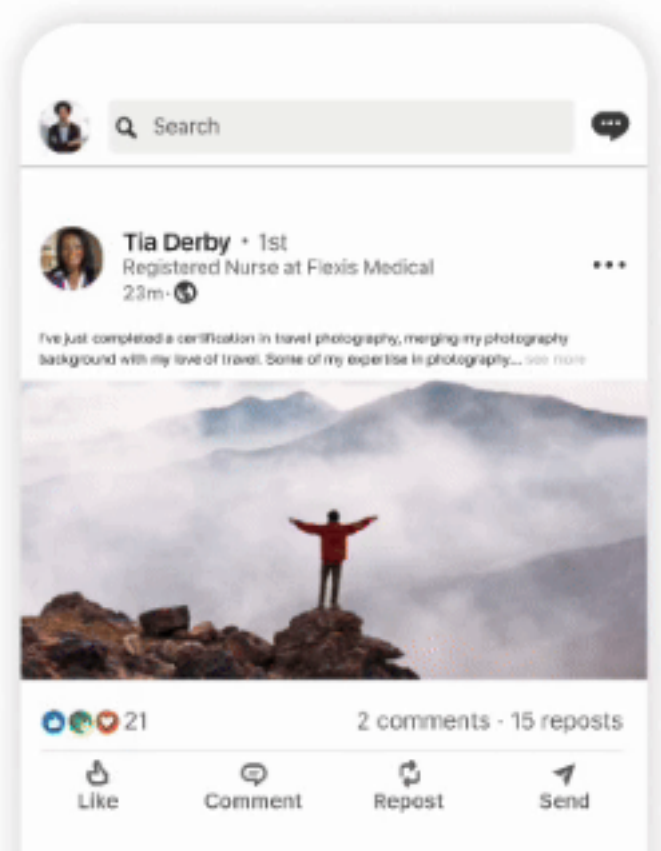 Search
Tia Derby • 1st
Registered Nurse at Flexis Medical
23m •
I've just completed a certification in travel photography, merging my photography
background with my love of travel. Some of my expertise in photography... see more
21
2 comments · 15 reposts
Like Comment Repost Send